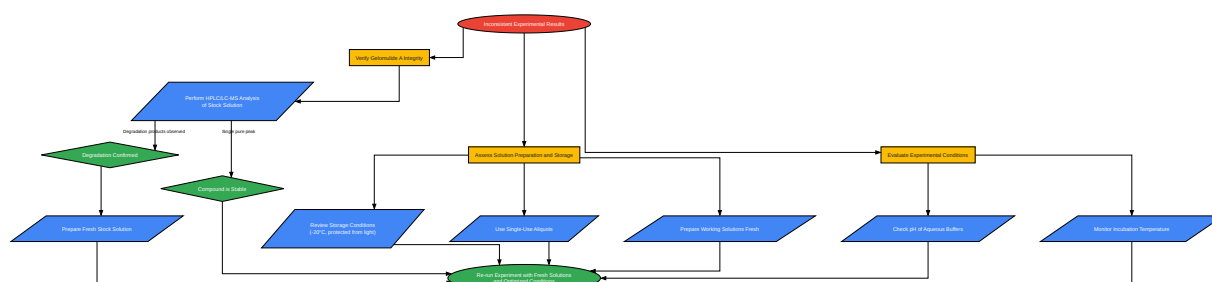 Inconsistent Experimental Results
Verify Gelomulide A Integrity
Perform HPLC/LC-MS Analysis
of Stock Solution
Degradation products observed
Single pure peak
Degradation Confirmed
Assess Solution Preparation and Storage
Evaluate Experimental Conditions
Compound is Stable
Prepare Fresh Stock Solution
Review Storage Conditions
(-20°C, protected from light)
Use Single-Use Aliquots
Prepare Working Solutions Fresh
Check pH of Aqueous Buffers
Monitor Incubation Temperature
Re-run Experiment with Fresh Solutions
and Optimized Conditions